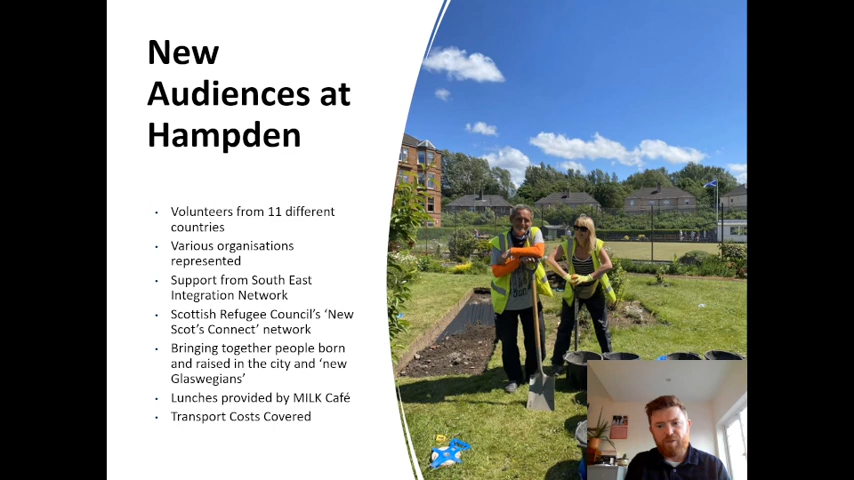 New
Audiences at
Hampden
• Volunteers from 11 different
countries
• Various organisations
represented
• Support from South East
Integration Network
• Scottish Refugee Council's 'New
Scot's Connect' network
• Bringing together people born
and raised in the city and 'new
Glaswegians'
• Lunches provided by MILK Café
• Transport Costs Covered